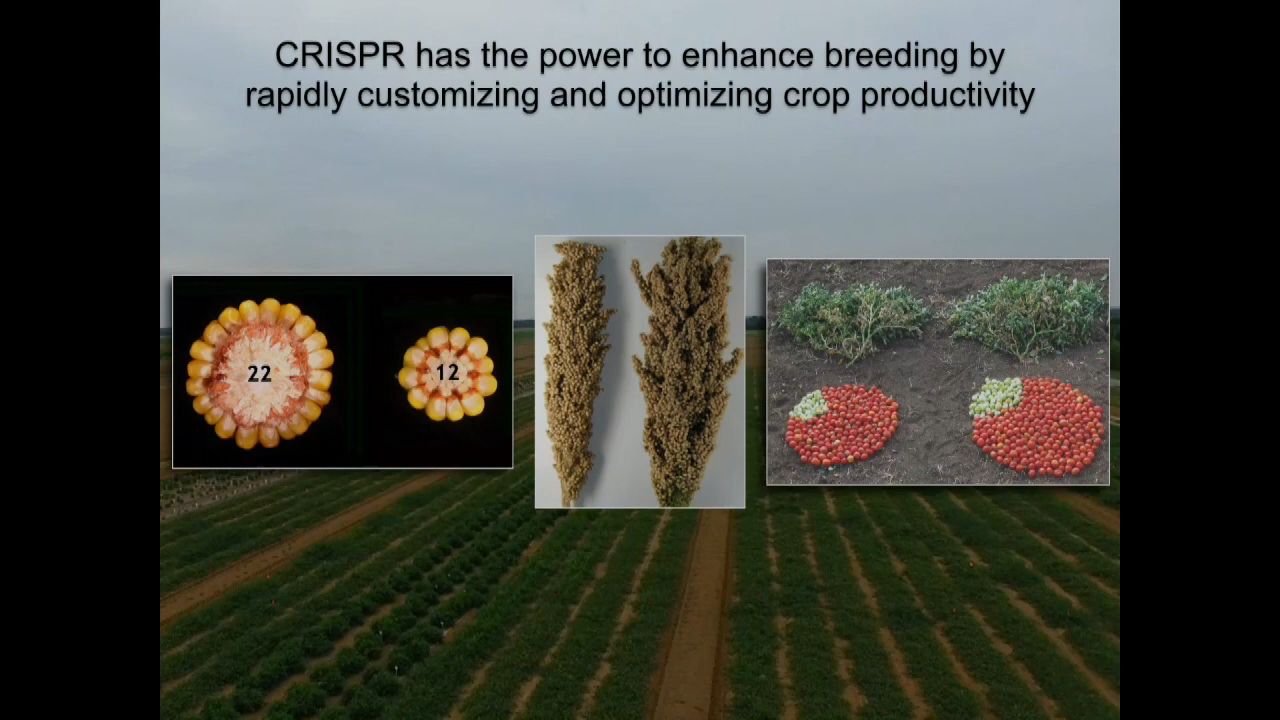 CRISPR has the power to enhance breeding by
rapidly customizing and optimizing crop productivity
22
12